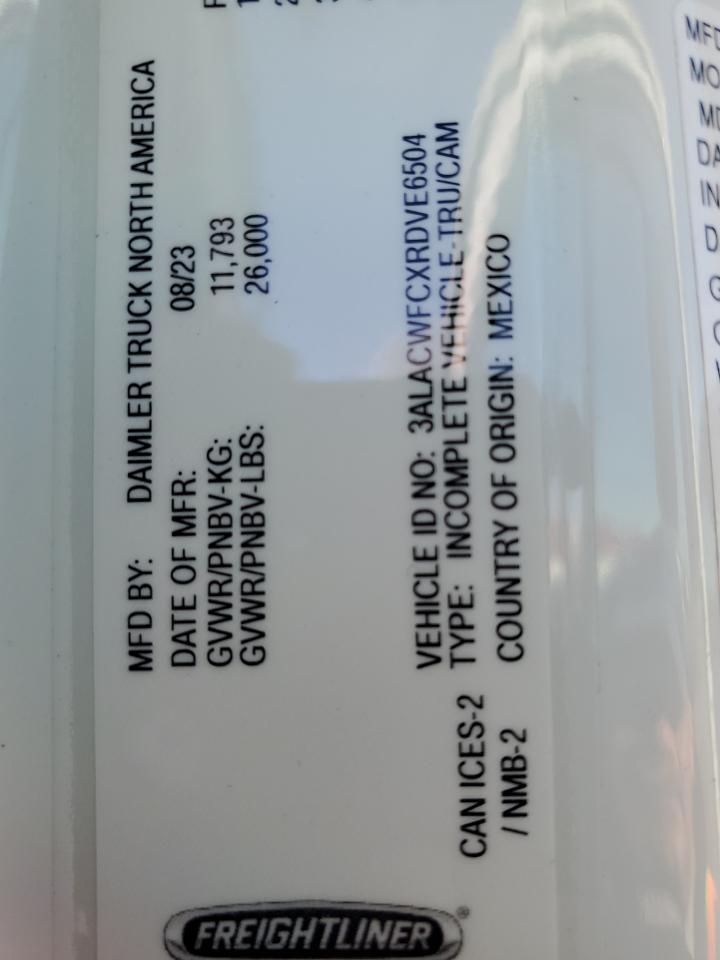 FREIGHTLINER®
MFD BY: DAIMLER TRUCK NORTH AMERICA
DATE OF MFR: 08/23
GVWR/PNBV-KG: 11,793
GVWR/PNBV-LBS: 26,000
VEHICLE ID NO: 3ALACWFCXRDVE6504
CAN ICES-2 TYPE: INCOMPLETE VEHICLE-TRU/CAM
/ NMB-2 COUNTRY OF ORIGIN: MEXICO